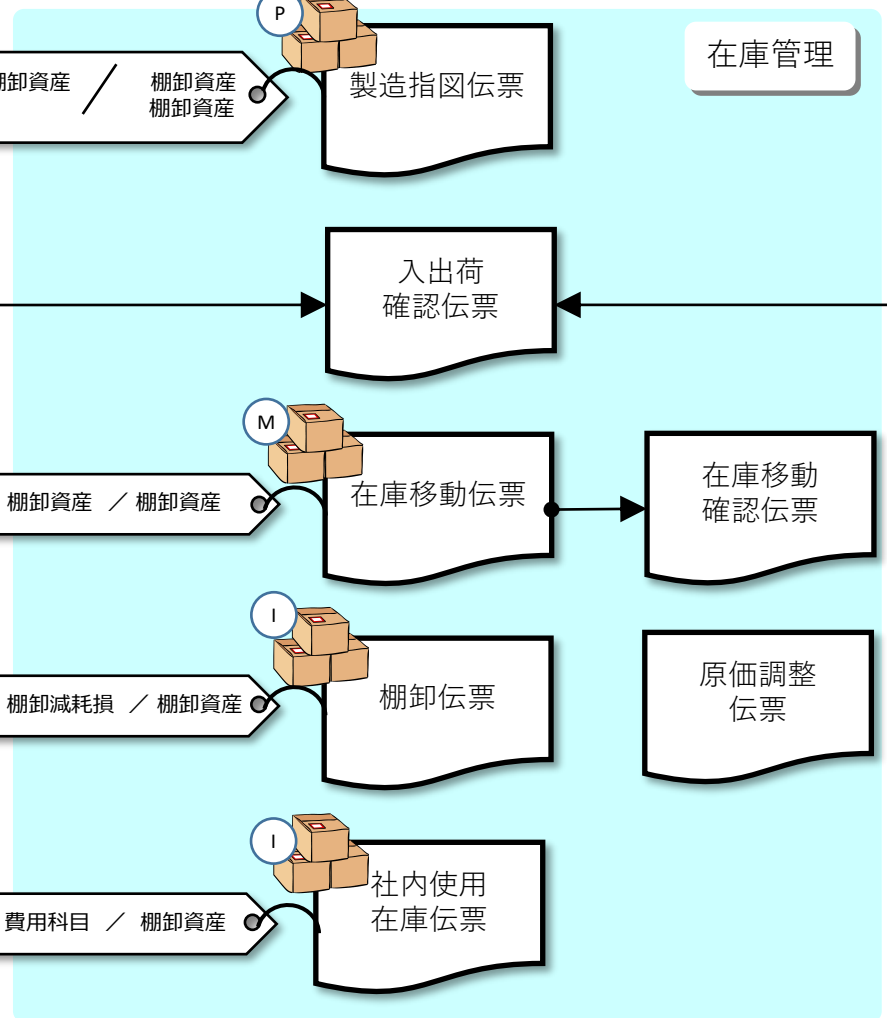 P
在庫管理
製造指図伝票
卸資産 ／ 棚卸資産
棚卸資産
入出荷
確認伝票
M
在庫移動伝票
棚卸資産 ／ 棚卸資産
在庫移動
確認伝票
I
棚卸伝票
棚卸減耗損 ／ 棚卸資産
原価調整
伝票
I
社内使用
在庫伝票
費用科目 ／ 棚卸資産